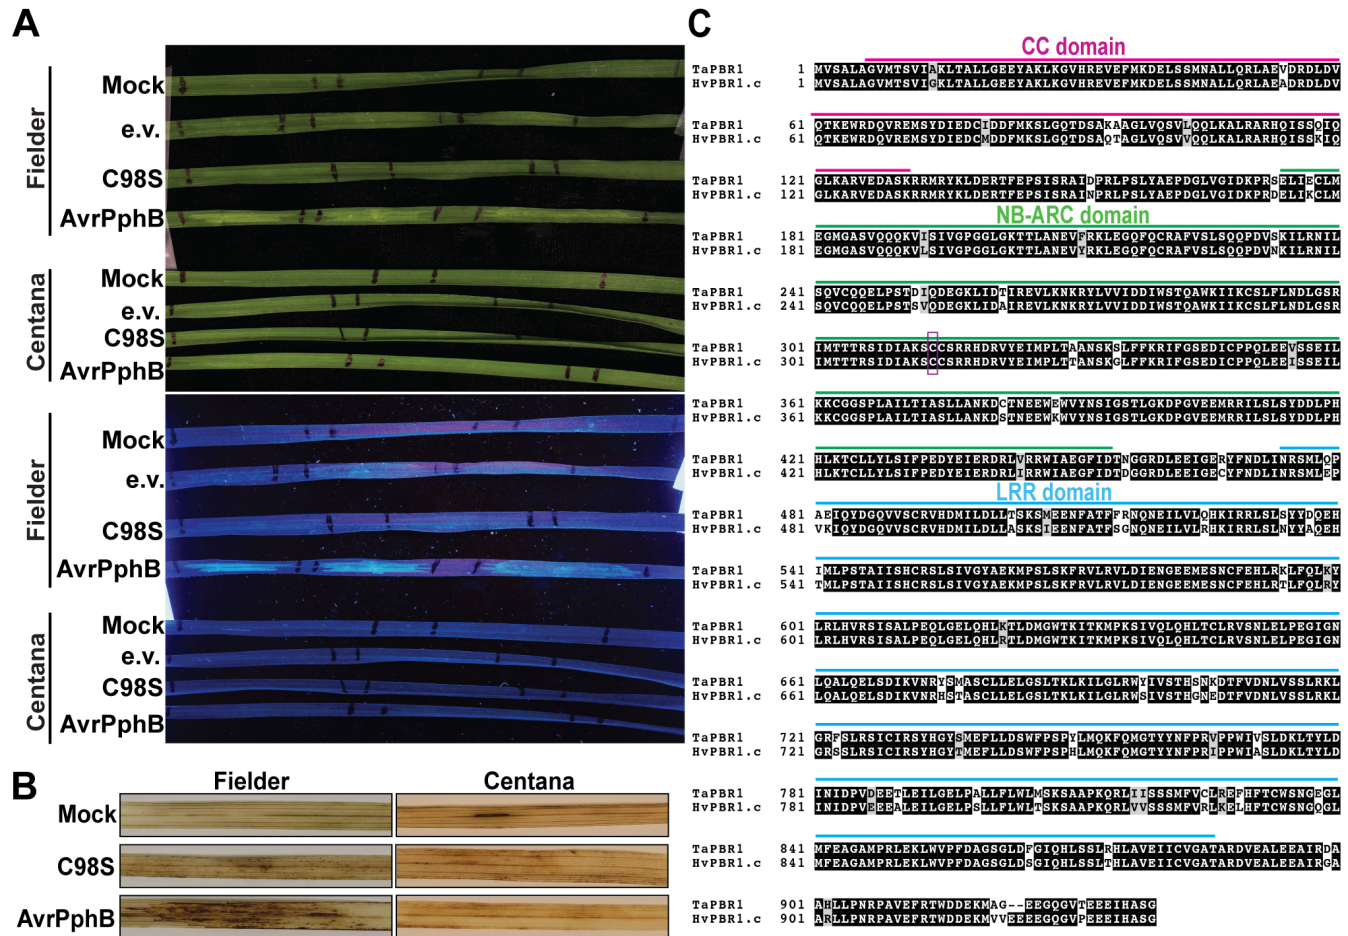 A
Fielder
Mock
e.v.
C98S
AvrPphB
Centana
Mock
e.v.
C98S
AvrPphB
Fielder
Mock
e.v.
C98S
AvrPphB
Centana
Mock
e.v.
C98S
AvrPphB
B
Fielder Centana
Mock
C98S
AvrPphB
C
CC domain
TaPBR1 1 MVSALAGVMTSVIAKLTALLGEEYAKLKGVHREVEFMKDELSSMNALLQRLAEVDRDLDV
HvPBR1.c 1 MVSALAGVMTSVIGKLTALLGEEYAKLKGVHREVEFMKDELSSMNALLQRLAEADRDLDV
TaPBR1 61 QTKEWRDQVREMSYDIEDCIDDFMKSLGQTDSAKAAGLVQSVLQQLKALRARHQISSQIQ
HvPBR1.c 61 QTKEWRDQVREMSYDIEDCMDDFMKSLGQTDSAQTAGLVQSVVQQLKALRARHQISSKIQ
TaPBR1 121 GLKARVEDASKRRMRYKLDERTFEPSISRAIDPRLPSLYAEPDGLVGIDKPRSELIECLM
HvPBR1.c 121 GLKARVEDASKRRMRYKLDERTFEPSISRAINPRLPSLYAEPDGLVGIDKPRDELIKCLM
NB-ARC domain
TaPBR1 181 EGMGASVQQQKVISIVGPGGLGKTTLANEVFRKLEGQFQCRAFVSLSQQPDVSKILRNIL
HvPBR1.c 181 EGMGASVQQQKVLSIVGPGGLGKTTLANEVYRKLEGQFQCRAFVSLSQQPDVNKILRNIL
TaPBR1 241 SQVCQQELPSTDIQDEGKLIDTIREVLKNKRYLVVIDDIWSTQAWKIIKCSLFLNDLGSR
HvPBR1.c 241 SQVCQQELPSTSVQDEGKLIDAIREVLKNKRYLVVIDDIWSTQAWKIIKCSLFLNDLGSR
TaPBR1 301 IMTTTRSIDIAKSCCSRRHDRVYEIMPLTAANSKSLFFKRIFGSEDICPPQLEEVSSEIL
HvPBR1.c 301 IMTTTRSIDIAKSCCSRRHDRVYEIMPLTTANSKGLFFKRIFGSEDICPPQLEEISSEIL
TaPBR1 361 KKCGGSPLAILTIASLLANKDCTNEEWEWVYNSIGSTLGKDPGVEEMRRILSLSYDDLPH
HvPBR1.c 361 KKCGGSPLAILTIASLLANKDSTNEEWKWVYNSIGSTLGKDPGVEEMRRILSLSYDDLPH
TaPBR1 421 HLKTCLLYLSIFPEDYEIERDRLVRRWIAEGFIDTNGGRDLEEIGERYFNDLINRSMLQP
HvPBR1.c 421 HLKTCLLYLSIFPEDYEIERDRLIRRWIAEGFIDTDGGRDLEEIGECYFNDLINRSMLEP
LRR domain
TaPBR1 481 AEIQYDGQVVSCRVHDMILDLLTSKSMEENFATFFRNQNEILVLQHKIRRLSLSYYDQEH
HvPBR1.c 481 VKIQYDGQVVSCRVHDMILDLLASKSIEENFATFSGNQNEILVLRHKIRRLSLNYYAQEH
TaPBR1 541 IMLPSTAIISHCRSLSIVGYAEKMPSLSKFRVLRVLDIENGEEMESNCFEHLRKLFQLKY
HvPBR1.c 541 TMLPSTAIISHCRSLSIVGYAEKMPSLSKFRVLRVLDIENGEEMESNCFEHLRTLFQLRY
TaPBR1 601 LRLHVRSISALPEQLGELQHLKTLDMGWTKITKMPKSIVQLQHLTCLRVSNLELPEGIGN
HvPBR1.c 601 LRLHVRSISALPEQLGELQHLRTLDMGWTKITKMPKSIVQLQHLTCLRVSNLELPEGIGN
TaPBR1 661 LQALQELSDIKVNRYSMASCLLELGSLTKLKILGLRWYIVSTHSNKDTFVDNLVSSLRKL
HvPBR1.c 661 LQALQELSDIKVNRHSTASCLLELGSLTKLKILGLRWSIVSTHGNEDTFVDNLVSSLRKL
TaPBR1 721 GRFSLRSICIRSYHGYSMEFLLDSWFPSPYLMQKFQMGTYYNFPRVPPWIVSLDKLTYLD
HvPBR1.c 721 GRSSLRSICIRSYHGYTMEFLLDSWFPSPHLMQKFQMGTYYNFPRIPPWIASLDKLTYLD
TaPBR1 781 INIDPVDEETLEILGELPALLFLWLMSKSAAPKQRLIISSSMFVCLREFHFTCWSNGEGL
HvPBR1.c 781 INIDPVEEEALEILGELPSLLFLWLTSKSAAPKQRLVVSSSMFVRLKELHFTCWSNGQGL
TaPBR1 841 MFEAGAMPRLEKLWVPFDAGSGLDFGIQHLSSLRHLAVEIICVGATARDVEALEEAIRDA
HvPBR1.c 841 MFEAGAMPRLEKLWVPFDAGSGLDSGIQHLSSLTHLAVEIICVGATARDVEALEEAIRGA
TaPBR1 901 AHLLPNRPAVEFRTWDDEKMAG--EEGQGVTEEEIHASG
HvPBR1.c 901 ARLLPNRPAVEFRTWDDEKMVVEEEEGQGVPEEEIHASG